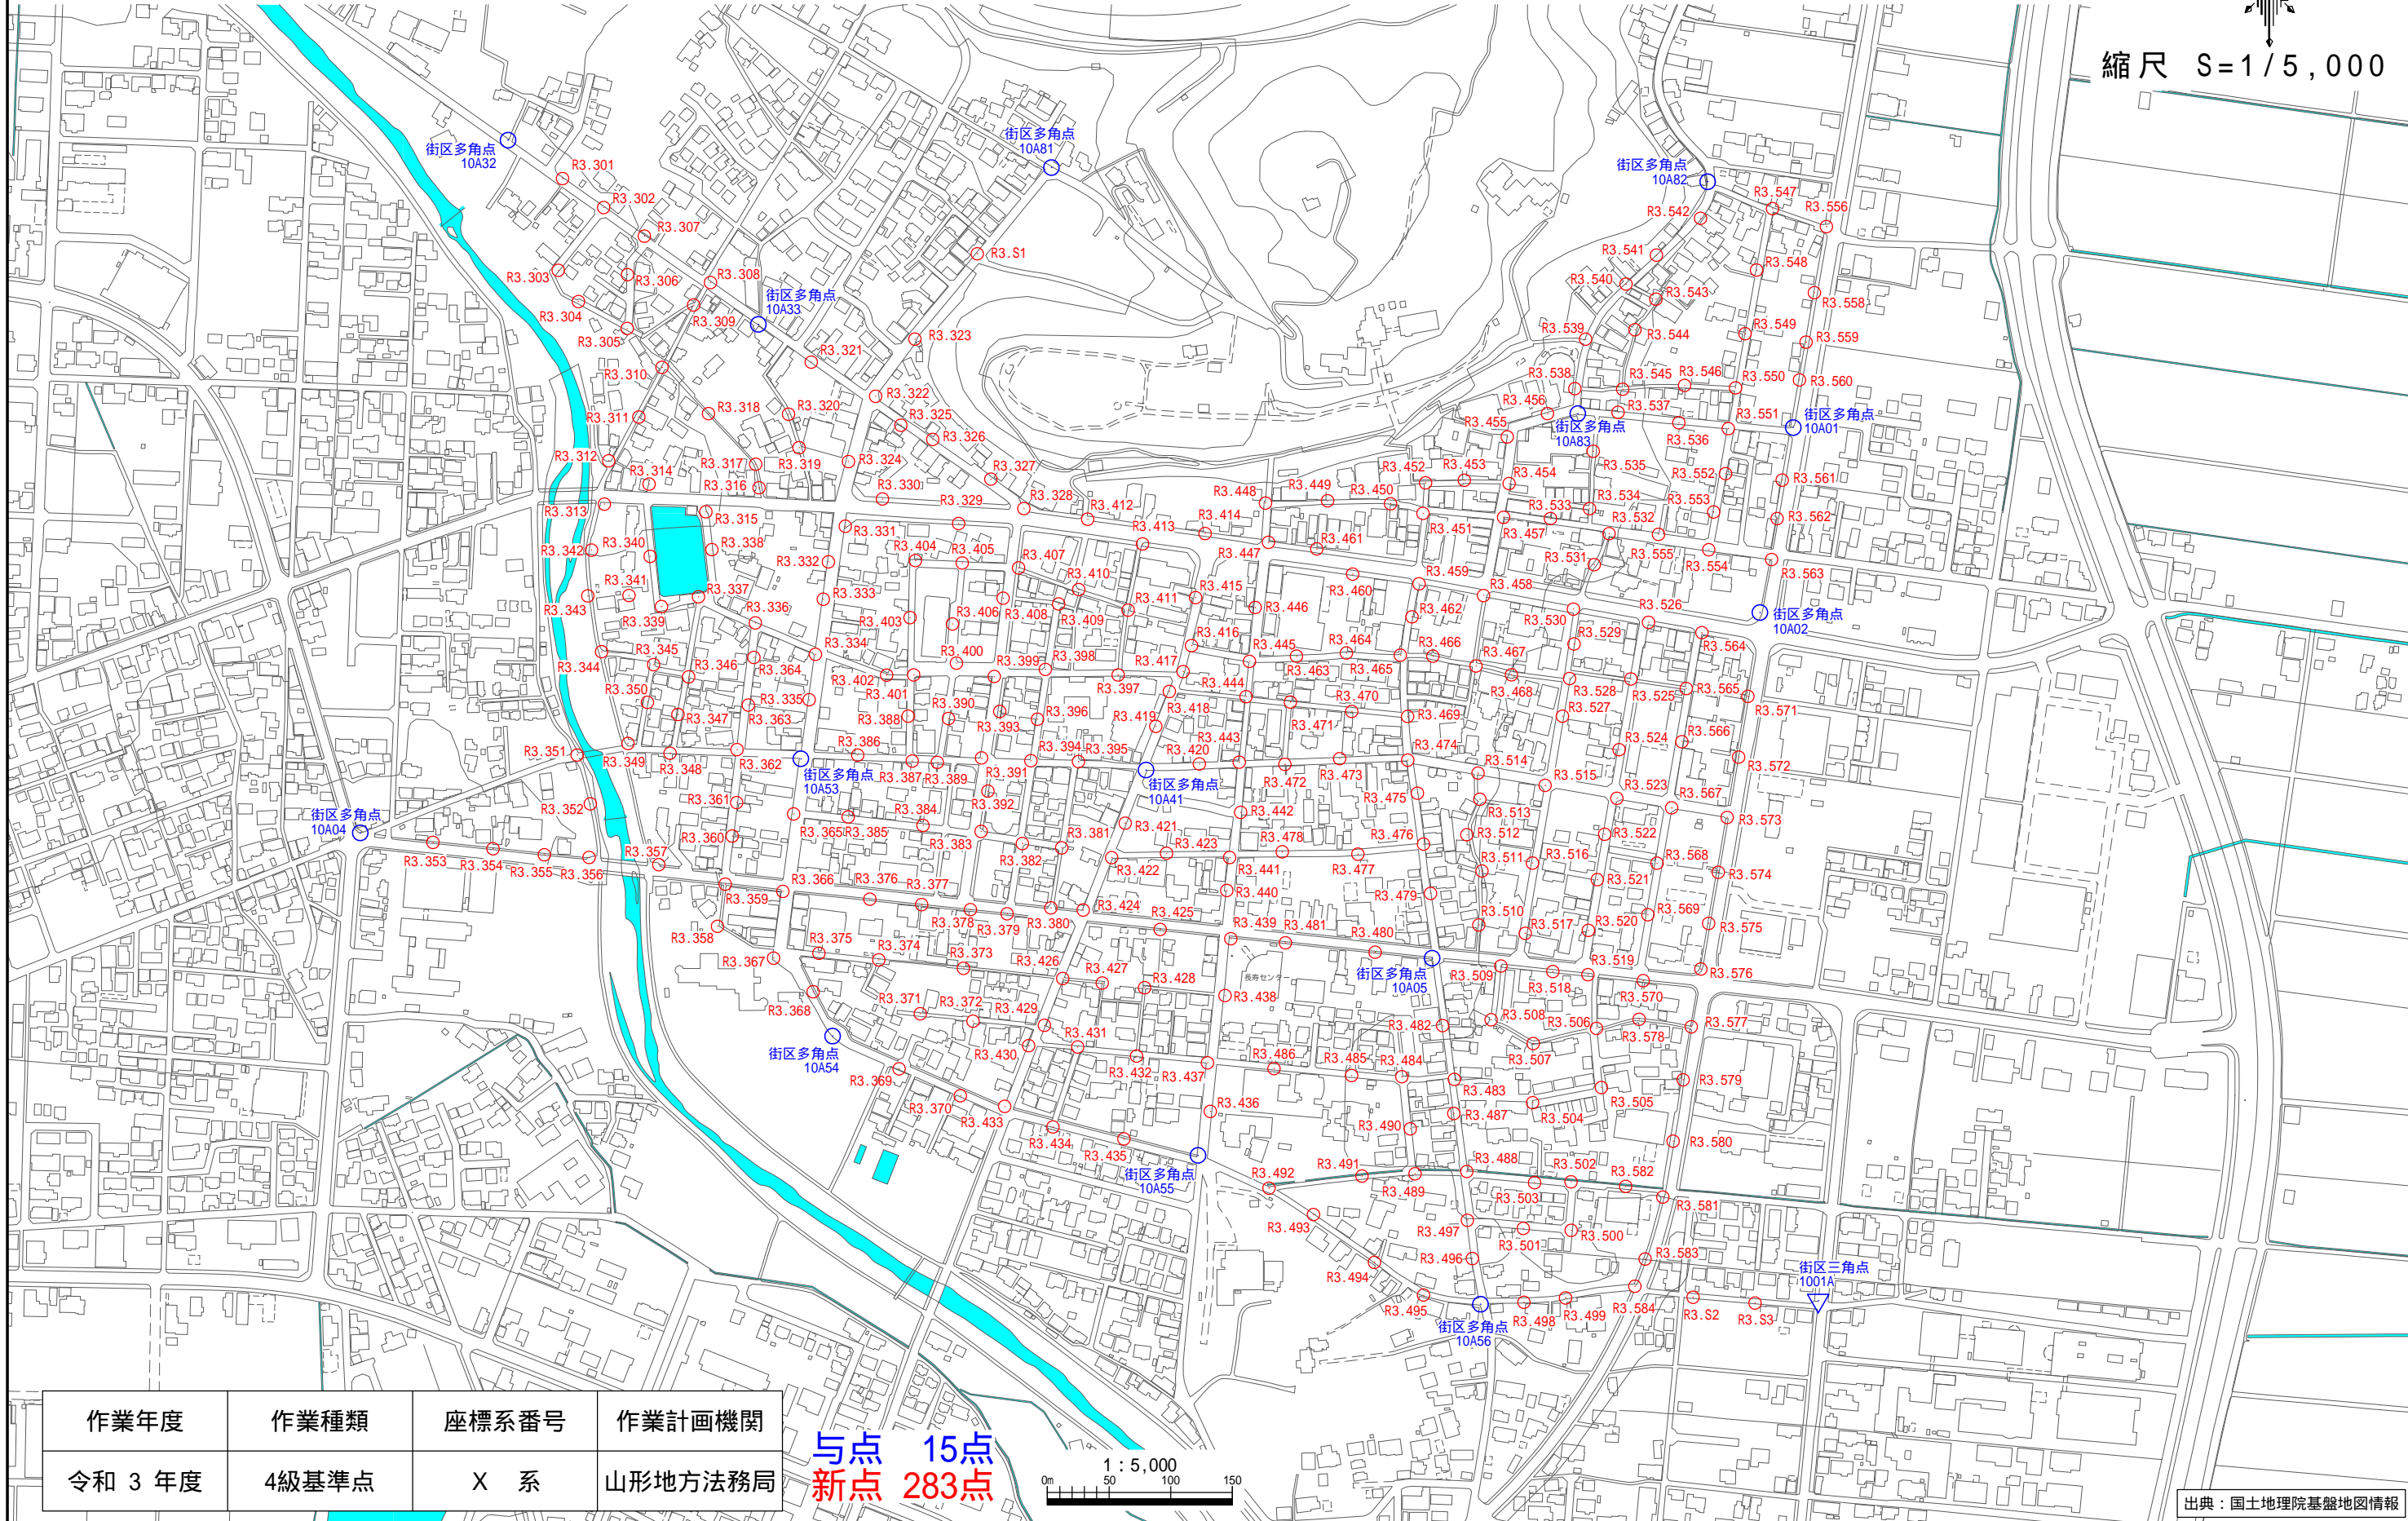 縮尺 S=1/5,000
街区多角点
10A32
街区多角点
10A81
街区多角点
10A82
R3.301
R3.302
R3.307
R3.547
R3.556
R3.542
R3.541
R3.S1
R3.303
R3.306
R3.308
R3.548
R3.540
R3.543
R3.558
街区多角点
10A33
R3.304
R3.309
R3.305
R3.323
R3.539
R3.544
R3.549
R3.559
R3.321
R3.310
R3.538
R3.545
R3.546
R3.550
R3.560
R3.322
R3.311
R3.318
R3.320
R3.325
R3.456
R3.537
R3.551
街区多角点
10A01
街区多角点
10A83
R3.326
R3.455
R3.536
R3.312
R3.314
R3.317
R3.319
R3.324
R3.327
R3.452
R3.453
R3.454
R3.535
R3.552
R3.561
R3.316
R3.330
R3.329
R3.328
R3.412
R3.448
R3.449
R3.450
R3.534
R3.553
R3.313
R3.315
R3.331
R3.413
R3.414
R3.451
R3.533
R3.532
R3.562
R3.457
R3.342
R3.340
R3.338
R3.332
R3.404
R3.405
R3.407
R3.447
R3.461
R3.531
R3.555
R3.554
R3.563
R3.343
R3.341
R3.337
R3.333
R3.410
R3.415
R3.459
R3.458
R3.460
R3.339
R3.336
R3.403
R3.406
R3.408
R3.409
R3.411
R3.446
R3.462
R3.526
R3.530
R3.529
街区多角点
10A02
R3.344
R3.345
R3.334
R3.416
R3.564
R3.346
R3.364
R3.400
R3.399
R3.398
R3.417
R3.445
R3.464
R3.466
R3.467
R3.463
R3.465
R3.402
R3.401
R3.397
R3.444
R3.468
R3.528
R3.525
R3.565
R3.350
R3.347
R3.363
R3.335
R3.388
R3.390
R3.393
R3.396
R3.419
R3.418
R3.471
R3.470
R3.469
R3.527
R3.571
R3.351
R3.349
R3.348
R3.362
R3.386
R3.394
R3.395
R3.420
R3.443
R3.474
R3.524
R3.566
R3.572
街区多角点
10A53
R3.387
R3.389
R3.391
街区多角点
10A41
R3.472
R3.473
R3.514
R3.515
R3.352
R3.361
R3.392
R3.475
R3.513
R3.523
R3.567
街区多角点
10A04
R3.365
R3.385
R3.384
R3.442
R3.573
R3.353
R3.354
R3.355
R3.356
R3.357
R3.360
R3.383
R3.382
R3.381
R3.421
R3.423
R3.478
R3.476
R3.512
R3.522
R3.422
R3.441
R3.477
R3.511
R3.516
R3.568
R3.574
R3.359
R3.366
R3.376
R3.377
R3.440
R3.479
R3.521
R3.358
R3.378
R3.379
R3.380
R3.424
R3.425
R3.439
R3.481
R3.480
R3.510
R3.517
R3.520
R3.569
R3.575
R3.367
R3.375
R3.374
R3.373
R3.426
R3.427
R3.428
長寿センター
街区多角点
10A05
R3.509
R3.519
R3.518
R3.576
R3.368
R3.371
R3.372
R3.429
R3.438
R3.570
街区多角点
10A54
R3.431
R3.482
R3.508
R3.506
R3.578
R3.577
R3.430
R3.432
R3.437
R3.486
R3.485
R3.484
R3.507
R3.369
R3.370
R3.433
R3.436
R3.483
R3.487
R3.504
R3.505
R3.579
R3.434
R3.435
R3.490
R3.580
街区多角点
10A55
R3.492
R3.491
R3.489
R3.488
R3.502
R3.503
R3.582
R3.581
R3.493
R3.497
R3.501
R3.500
R3.494
R3.496
R3.583
街区三角点
1001A
R3.495
街区多角点
10A56
R3.498
R3.499
R3.584
R3.S2
R3.S3
作業年度 作業種類 座標系番号 作業計画機関
令和 3 年度 4級基準点 X 系 山形地方法務局
与点 15点
新点 283点
1:5,000
0m 50 100 150
出典：国土地理院基盤地図情報